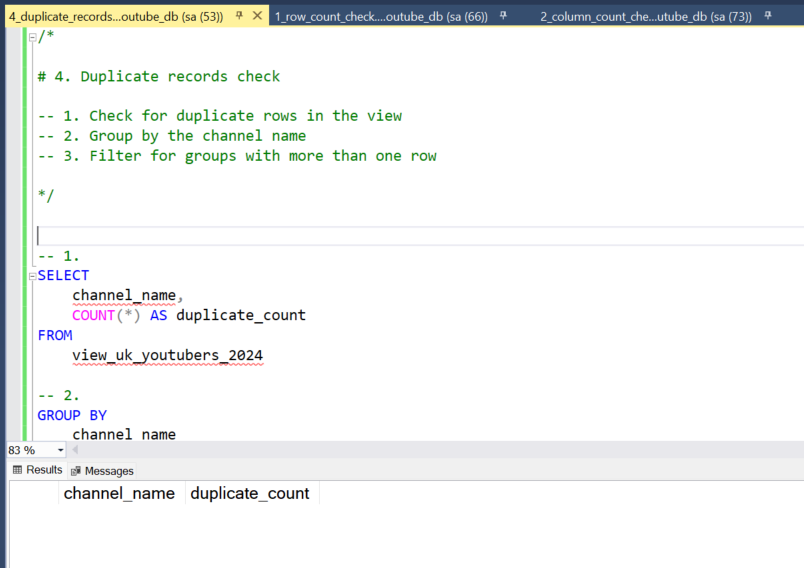 4_duplicate_records...outube_db (sa (53))
1_row_count_check....outube_db (sa (66))
2_column_count_che...utube_db (sa (73))
/*
# 4. Duplicate records check
-- 1. Check for duplicate rows in the view
-- 2. Group by the channel name
-- 3. Filter for groups with more than one row
*/
-- 1.
SELECT
channel_name,
COUNT(*) AS duplicate_count
FROM
view_uk_youtubers_2024
-- 2.
GROUP BY
channel_name
83 %
Results Messages
channel_name duplicate_count